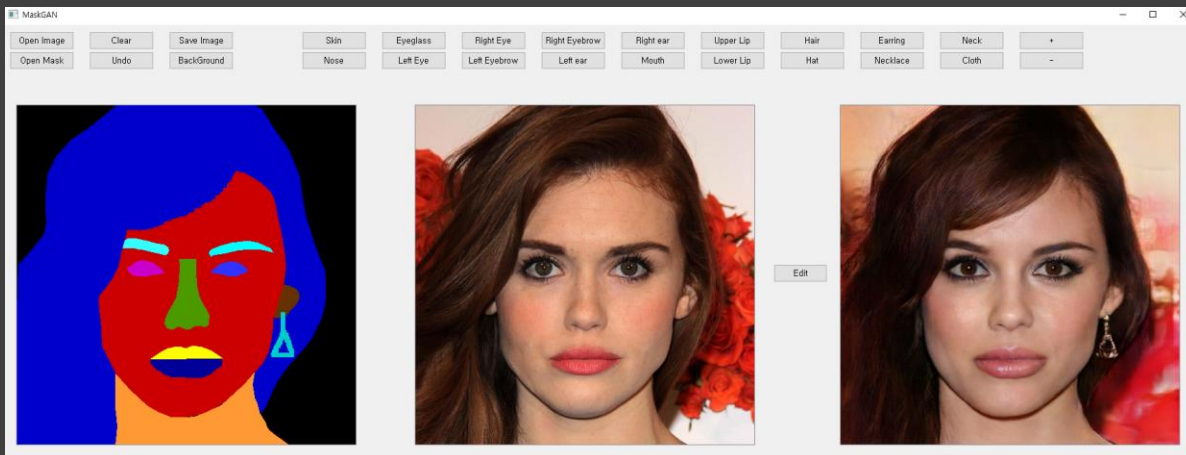 MaskGAN
Open Image Clear Save Image Skin Eyeglass Right Eye Right Eyebrow Right ear Upper Lip Hair Earring Neck +
Open Mask Undo BackGround Nose Left Eye Left Eyebrow Left ear Mouth Lower Lip Hat Necklace Cloth -
Edit